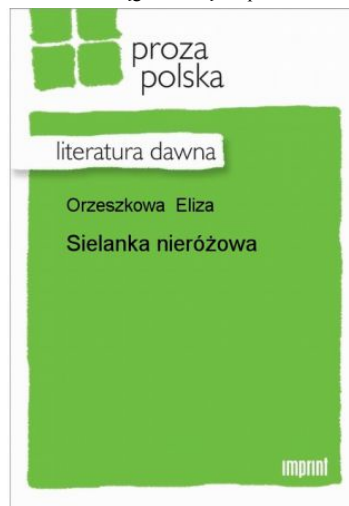 proza
polska
literatura dawna
Orzeszkowa Eliza
Sielanka nieróżowa
imprint